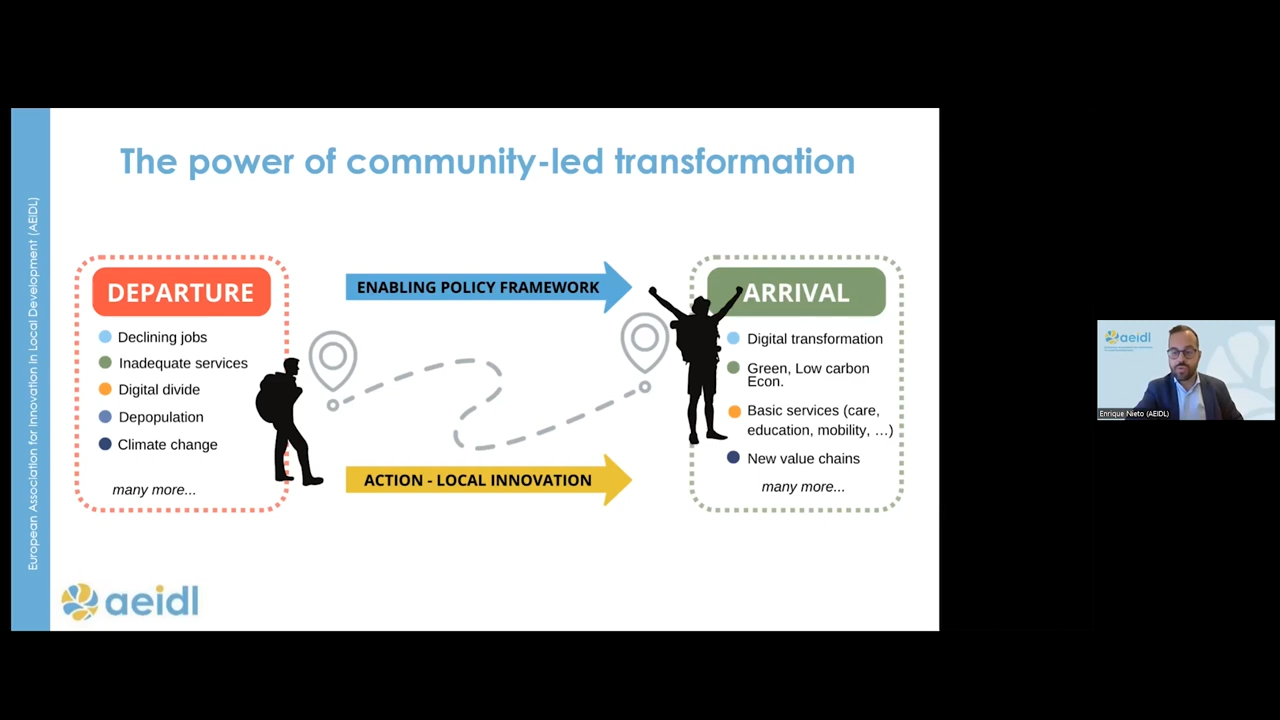 The power of community-led transformation
European Association for Innovation in Local Development (AEIDL)
DEPARTURE
Declining jobs
Inadequate services
Digital divide
Depopulation
Climate change
many more...
ENABLING POLICY FRAMEWORK
ACTION - LOCAL INNOVATION
ARRIVAL
Digital transformation
Green, Low carbon
Econ.
Basic services (care,
education, mobility, ...)
New value chains
many more...
aeidl
aeidl
Enrique Nieto (AEIDL)